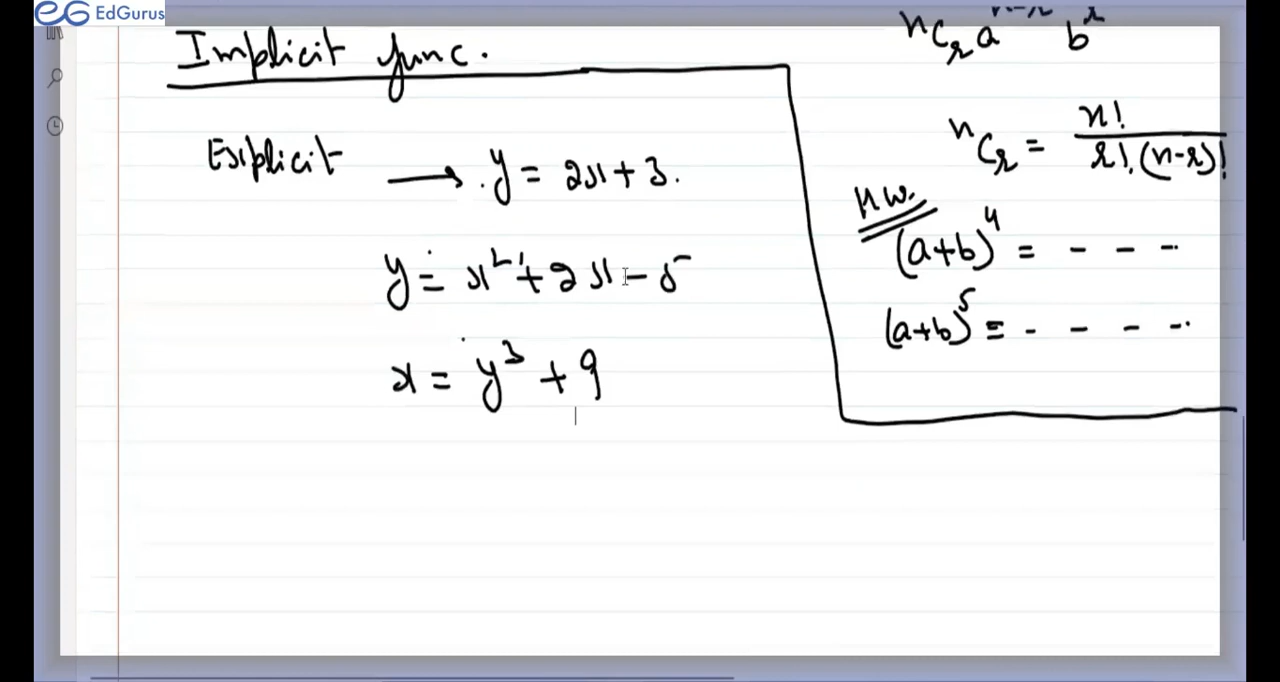 EdGurus
Implicit func.
Explicit → y = 2x + 3.
y = x² + 2x - 5
x = y³ + 9
ⁿCᵣ aⁿ⁻ʳ bʳ
ⁿCᵣ = n! / r! . (n-r)!
H.W.
(a+b)⁴ = - - -
(a+b)⁵ = - - - -